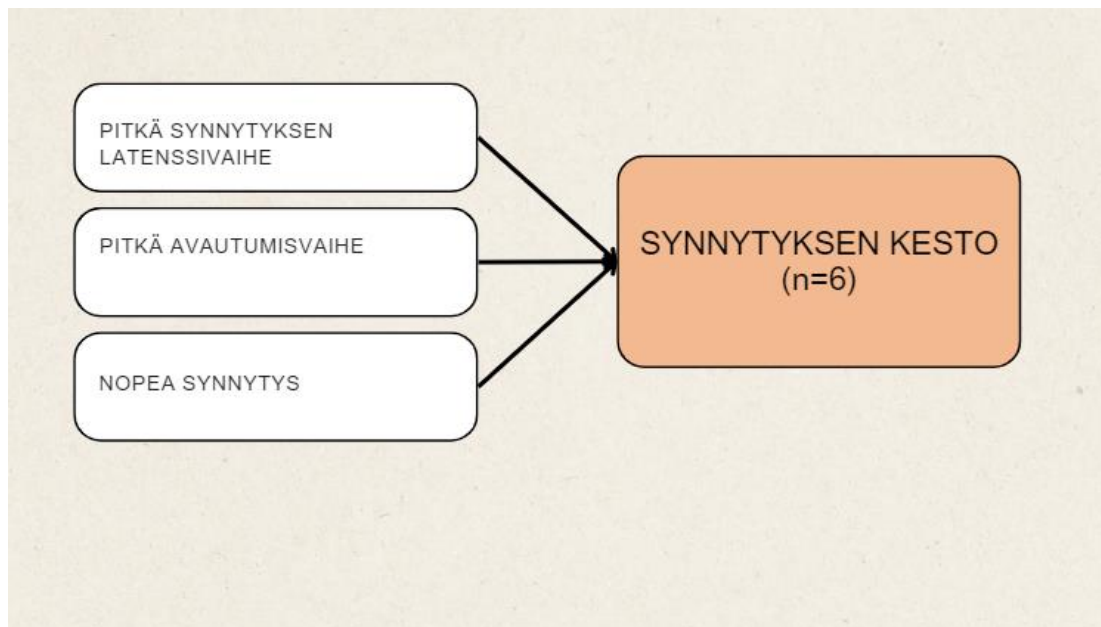 PITKÄ SYNNYTYKSEN
LATENSSIVAIHE
PITKÄ AVAUTUMISVAIHE
NOPEA SYNNYTYS
SYNNYTYKSEN KESTO
(n=6)